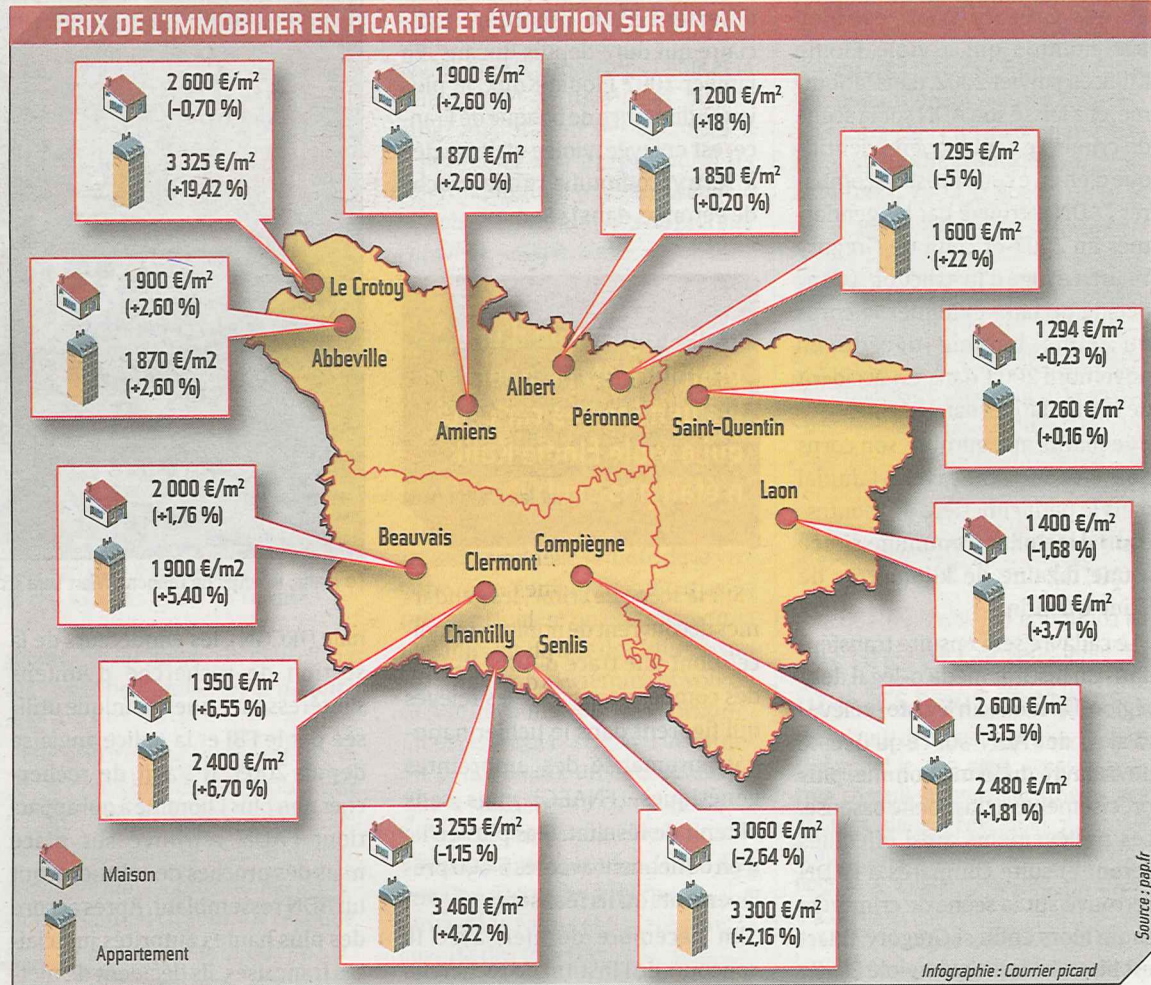 PRIX DE L'IMMOBILIER EN PICARDIE ET ÉVOLUTION SUR UN AN
2 600 €/m²
(-0,70 %)
3 325 €/m²
(+19,42 %)
1 900 €/m²
(+2,60 %)
1 870 €/m²
(+2,60 %)
1 200 €/m²
(+18 %)
1 850 €/m²
(+0,20 %)
1 295 €/m²
(-5 %)
1 600 €/m²
(+22 %)
1 900 €/m²
(+2,60 %)
1 870 €/m2
(+2,60 %)
Le Crotoy
Abbeville
Amiens
Albert
Péronne
Saint-Quentin
1 294 €/m²
+0,23 %)
1 260 €/m²
(+0,16 %)
2 000 €/m²
(+1,76 %)
1 900 €/m2
(+5,40 %)
Beauvais
Clermont
Compiègne
Laon
Chantilly
Senlis
1 400 €/m²
(-1,68 %)
1 100 €/m²
(+3,71 %)
1 950 €/m²
(+6,55 %)
2 400 €/m²
(+6,70 %)
3 255 €/m²
(-1,15 %)
3 460 €/m²
(+4,22 %)
3 060 €/m²
(-2,64 %)
3 300 €/m²
(+2,16 %)
2 600 €/m²
(-3,15 %)
2 480 €/m²
(+1,81 %)
Maison
Appartement
Source : pap.fr
Infographie : Courrier picard